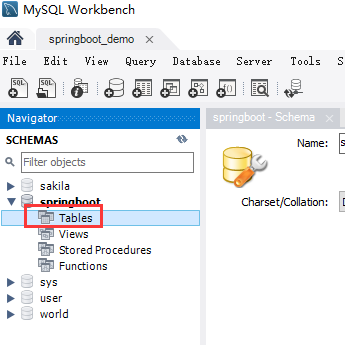 MySQL Workbench
springboot_demo
File Edit View Query Database Server Tools S
Navigator
springboot - Schema
SCHEMAS
Name:
Filter objects
sakila
springboot
Charset/Collation:
Tables
Views
Stored Procedures
Functions
sys
user
world